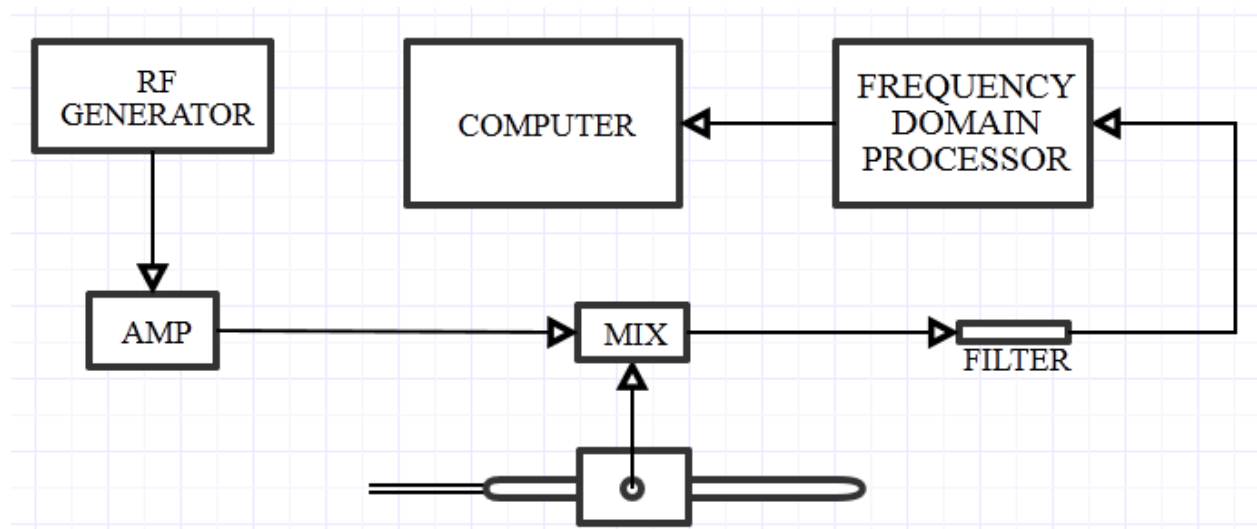 RF
GENERATOR
COMPUTER
FREQUENCY
DOMAIN
PROCESSOR
AMP
MIX
FILTER